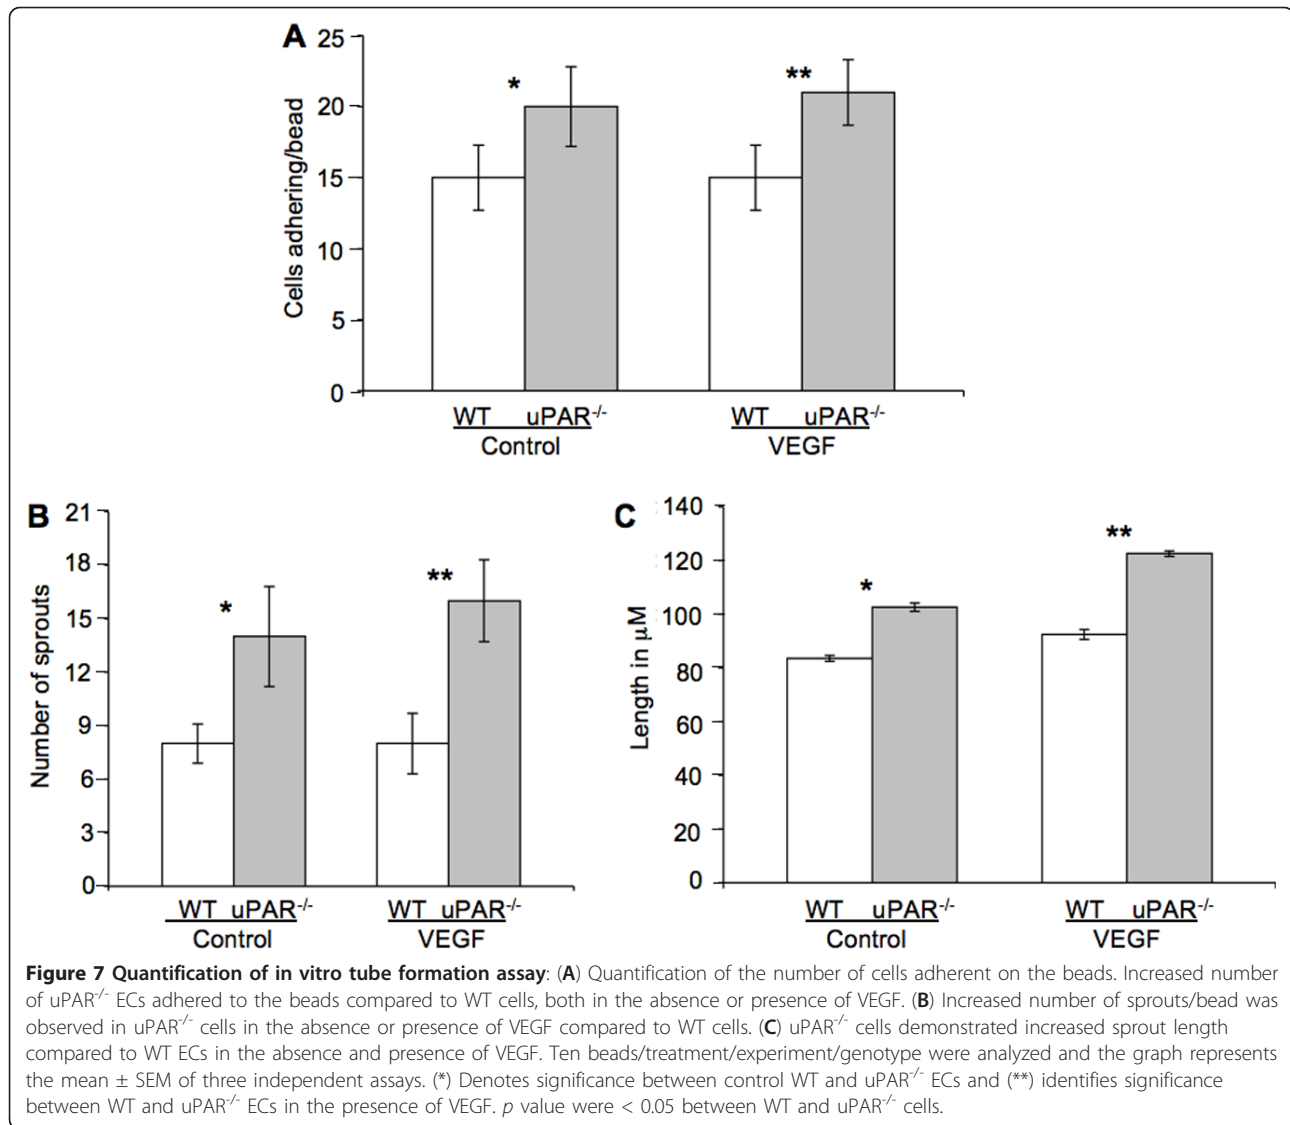 A
25
20
15
10
5
0
Cells adhering/bead
*
**
WT uPAR-/-
Control
WT uPAR-/-
VEGF
B
21
18
15
12
9
6
3
0
Number of sprouts
*
**
WT uPAR-/-
Control
WT uPAR-/-
VEGF
C
140
120
100
80
60
40
20
0
Length in µM
*
**
WT uPAR-/-
Control
WT uPAR-/-
VEGF
Figure 7 Quantification of in vitro tube formation assay: (A) Quantification of the number of cells adherent on the beads. Increased number
of uPAR-/- ECs adhered to the beads compared to WT cells, both in the absence or presence of VEGF. (B) Increased number of sprouts/bead was
observed in uPAR-/- cells in the absence or presence of VEGF compared to WT cells. (C) uPAR-/- cells demonstrated increased sprout length
compared to WT ECs in the absence and presence of VEGF. Ten beads/treatment/experiment/genotype were analyzed and the graph represents
the mean ± SEM of three independent assays. (*) Denotes significance between control WT and uPAR-/- ECs and (**) identifies significance
between WT and uPAR-/- ECs in the presence of VEGF. p value were < 0.05 between WT and uPAR-/- cells.